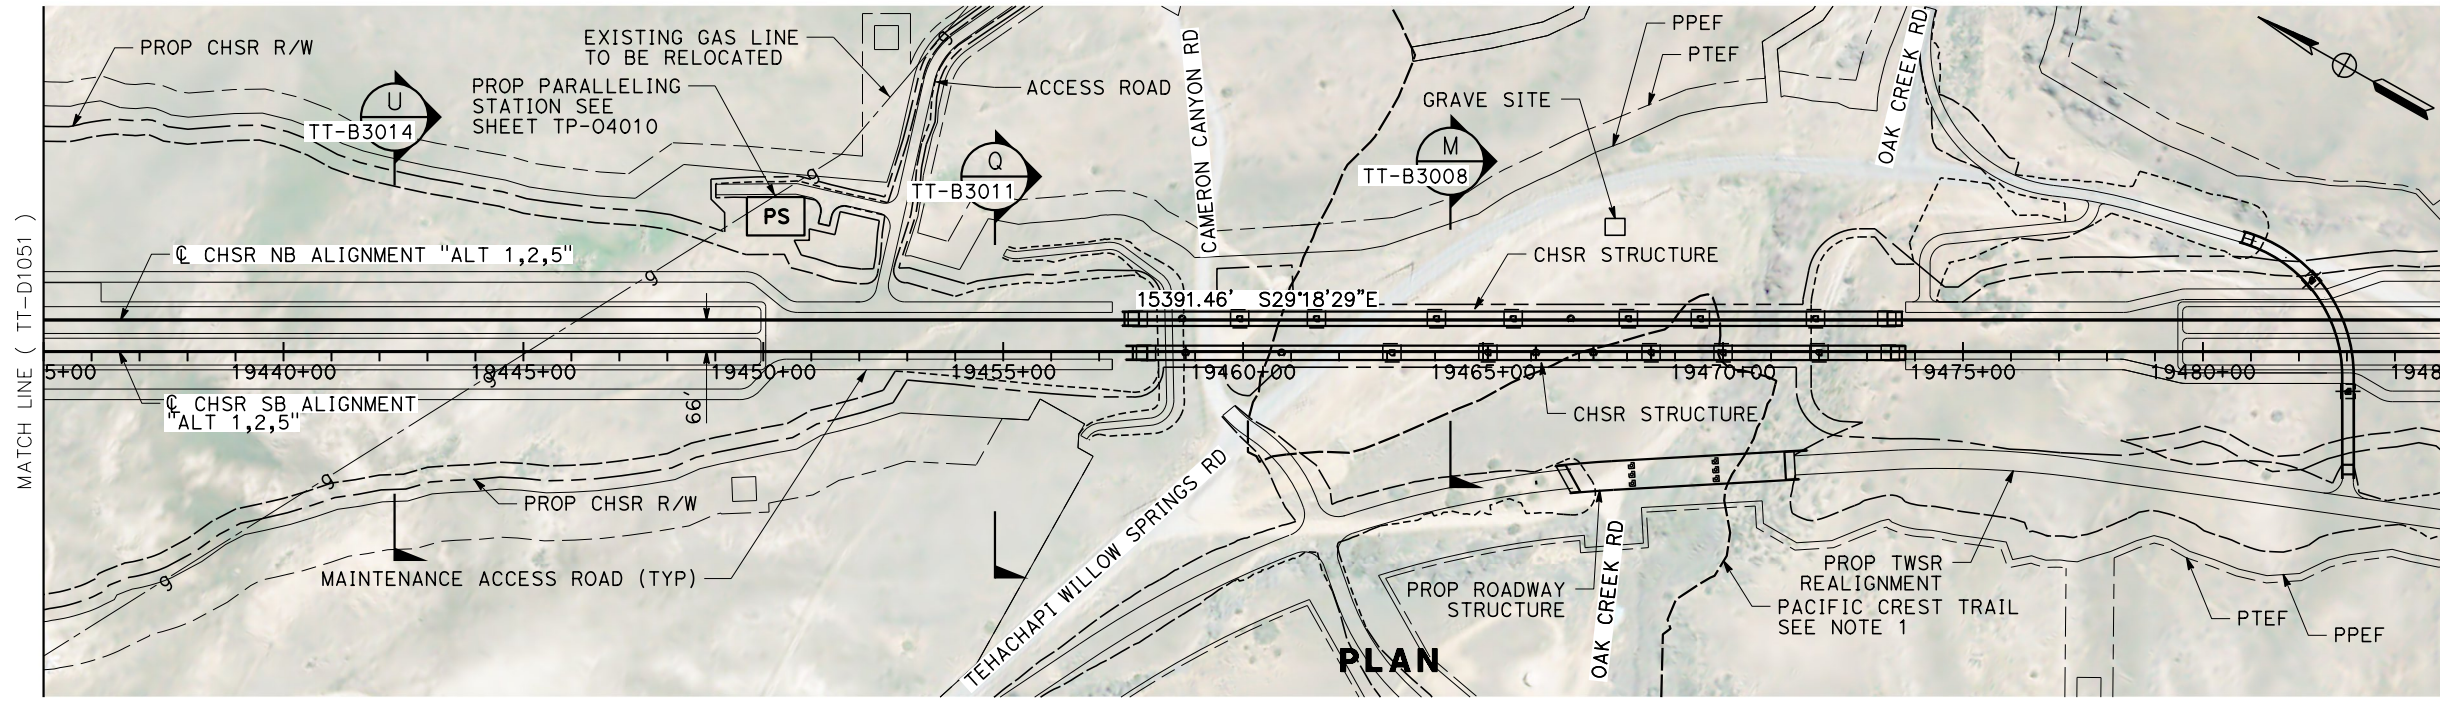 PROP CHSR R/W
EXISTING GAS LINE
TO BE RELOCATED
PROP PARALLELING
STATION SEE
SHEET TP-04010
U
TT-B3014
ACCESS ROAD
Q
TT-B3011
CAMERON CANYON RD
GRAVE SITE
M
TT-B3008
PPEF
PTEF
OAK CREEK RD
PS
g
g
g
g
g
g
MATCH LINE ( TT-D1051 )
℄ CHSR NB ALIGNMENT "ALT 1,2,5"
CHSR STRUCTURE
15391.46' S29°18'29"E
5+00
19440+00
19445+00
19450+00
19455+00
19460+00
19465+00
19470+00
19475+00
19480+00
1948
66'
℄ CHSR SB ALIGNMENT
"ALT 1,2,5"
CHSR STRUCTURE
PROP CHSR R/W
MAINTENANCE ACCESS ROAD (TYP)
TEHACHAPI WILLOW SPRINGS RD
PROP ROADWAY
STRUCTURE
OAK CREEK RD
PROP TWSR
REALIGNMENT
PACIFIC CREST TRAIL
SEE NOTE 1
PTEF
PPEF
PLAN